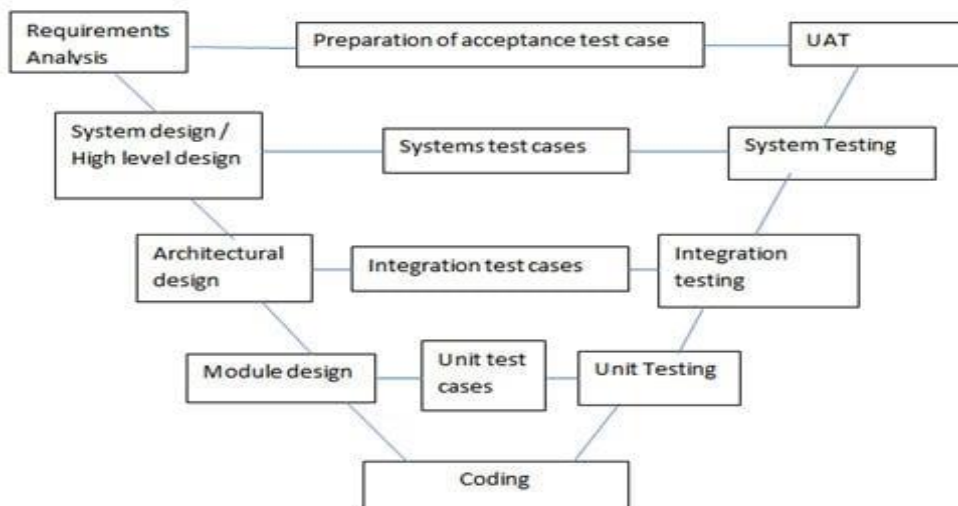 Requirements
Analysis
Preparation of acceptance test case
UAT
System design /
High level design
Systems test cases
System Testing
Architectural
design
Integration test cases
Integration
testing
Module design
Unit test
cases
Unit Testing
Coding